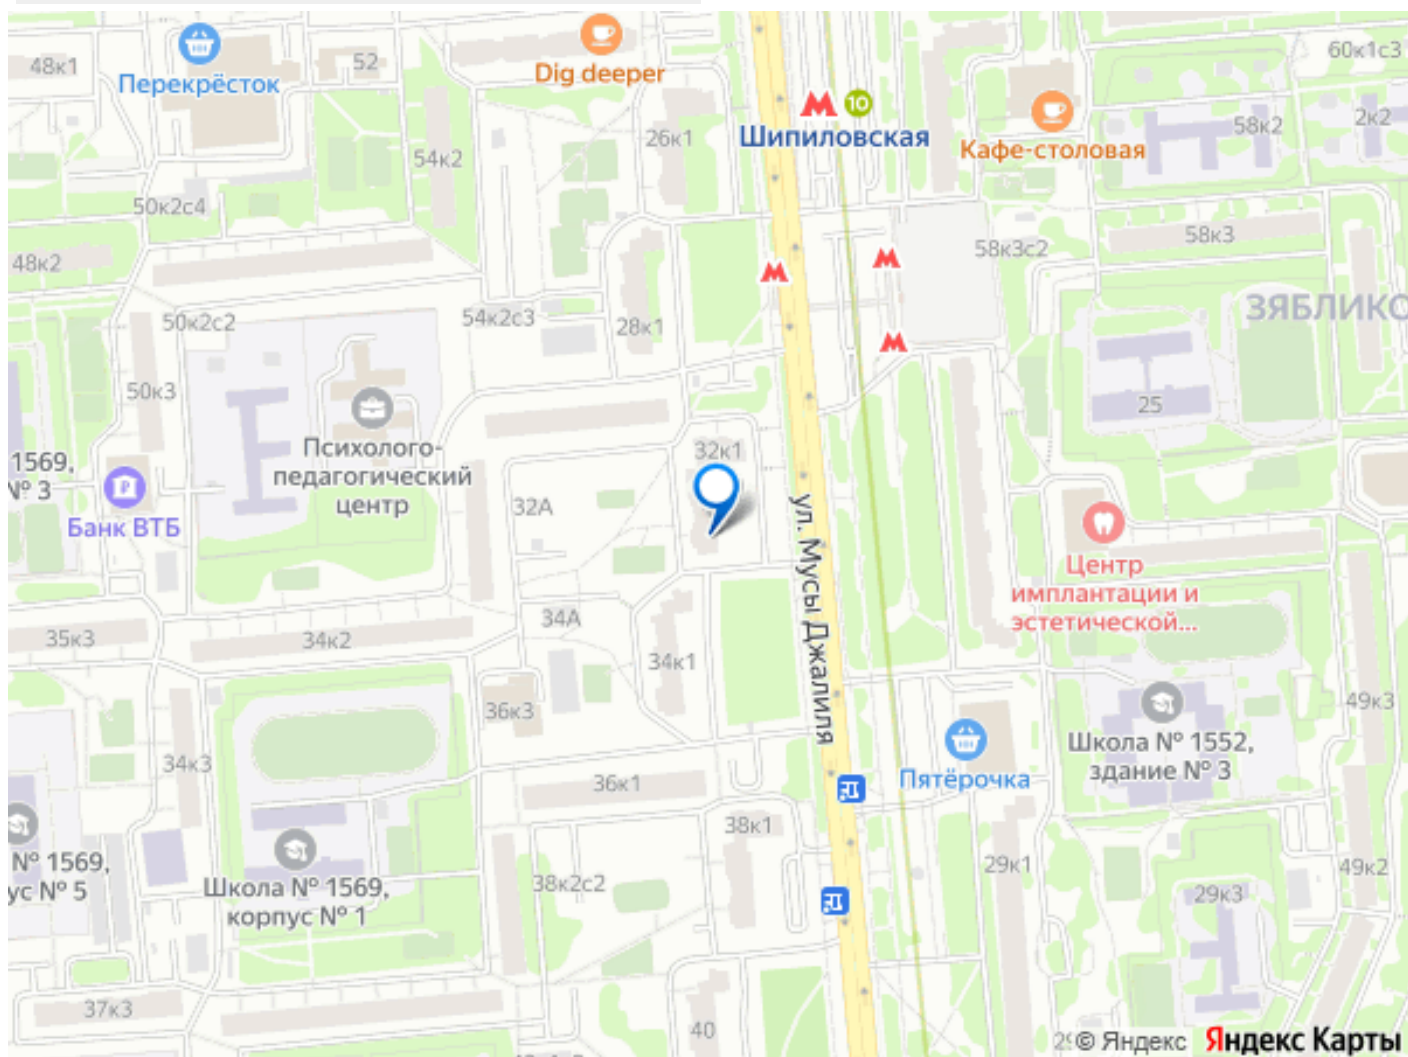 48к1
Перекрёсток
52
Dig deeper
26к1
54к2
10
Шипиловская
Кафе-столовая
60к1с3
58к2
2к2
50к2с4
48к2
58к3с2
58к3
ЗЯБЛИКО
50к2с2
54к2с3
28к1
50к3
25
Психолого-
педагогический
центр
1569,
№ 3
Банк ВТБ
32к1
32А
ул. Мусы Джалиля
Центр
имплантации и
эстетической...
35к3
34к2
34А
34к1
36к3
34к3
49к3
Школа № 1552,
здание № 3
Пятёрочка
36к1
38к1
№ 1569,
ус № 5
Школа № 1569,
корпус № 1
38к2с2
29к1
49к2
29к3
37к3
40
© Яндекс
Яндекс Карты